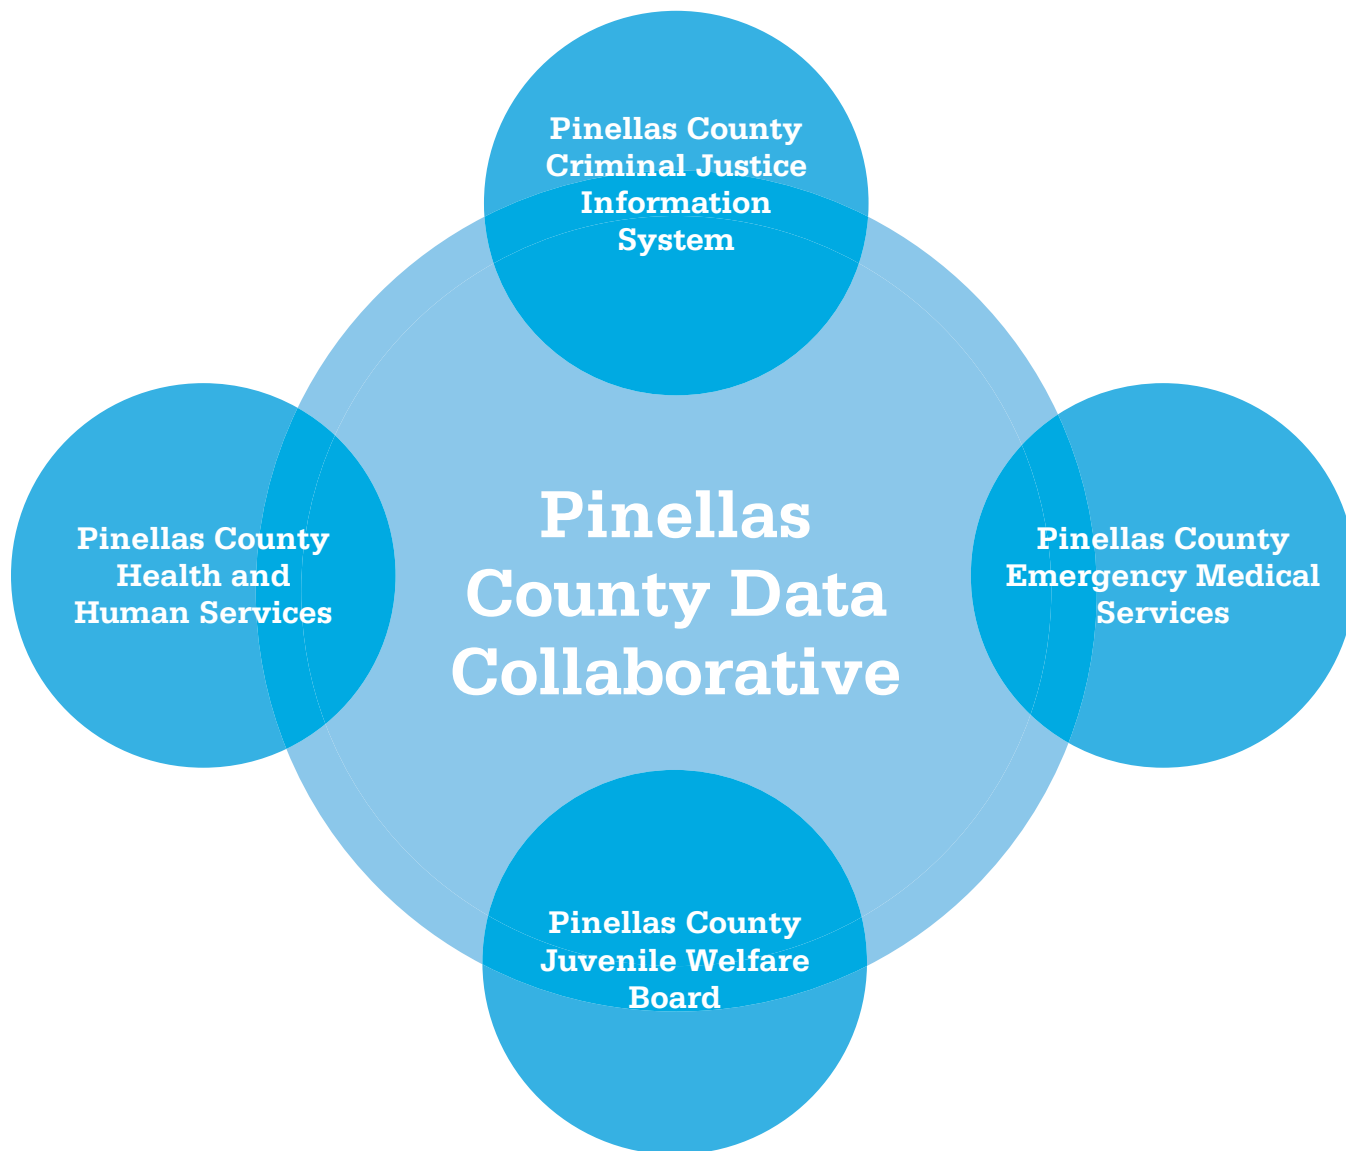 Pinellas County
Criminal Justice
Information
System
Pinellas County
Health and
Human Services
Pinellas
County Data
Collaborative
Pinellas County
Emergency Medical
Services
Pinellas County
Juvenile Welfare
Board